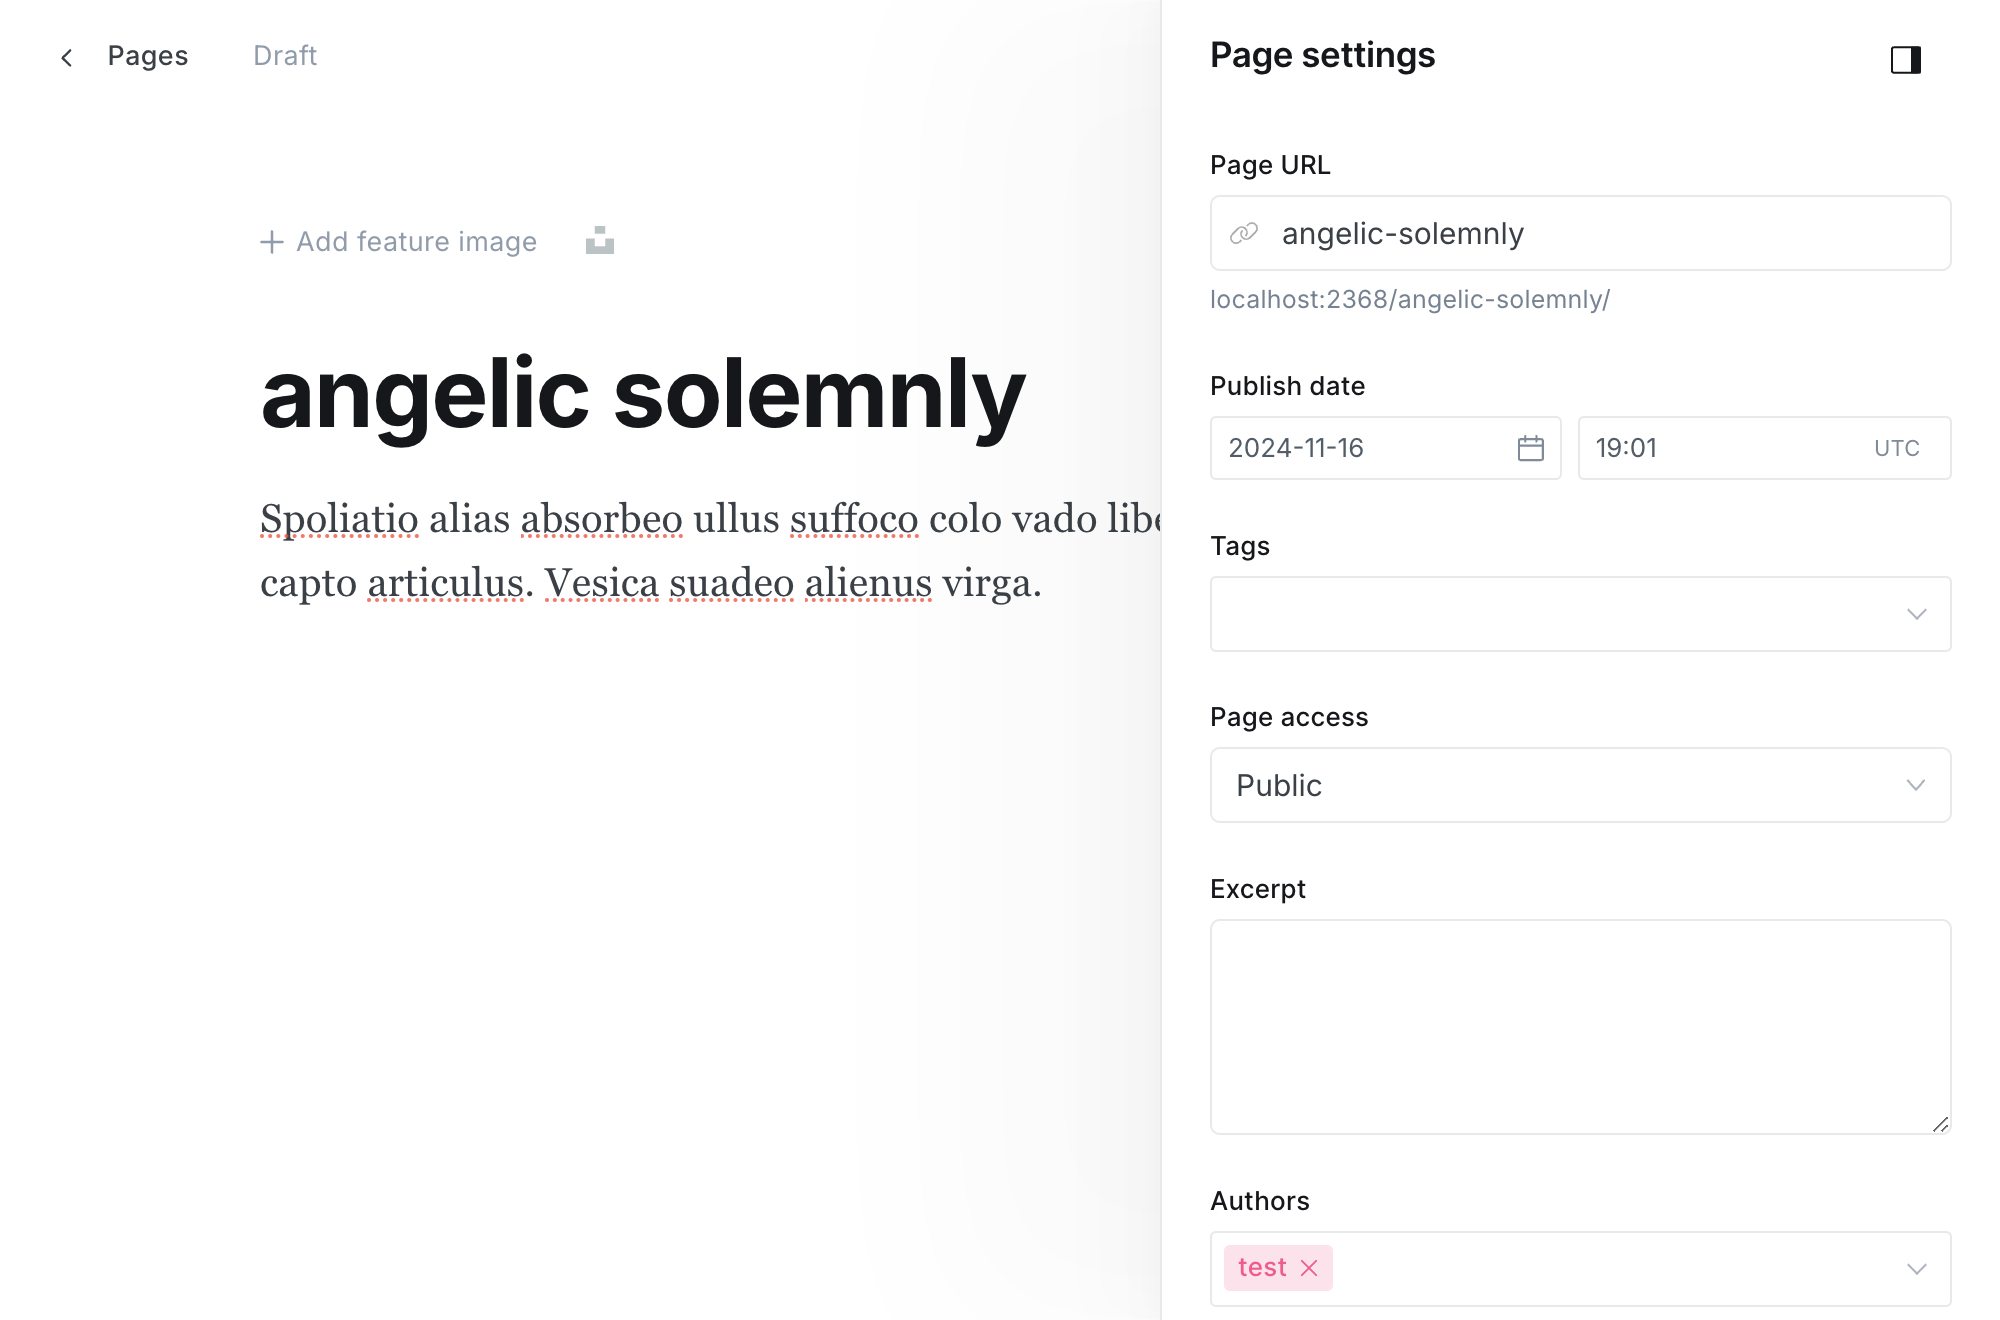 Pages Draft
Add feature image
angelic solemnly
Spoliatio alias absorbeo ullus suffoco colo vado
capto articulus. Vesica suadeo alienus virga.
Page settings
Page URL
angelic-solemnly
localhost:2368/angelic-solemnly/
Publish date
2024-11-16 19:01 UTC
Tags
Page access
Public
Excerpt
Authors
test